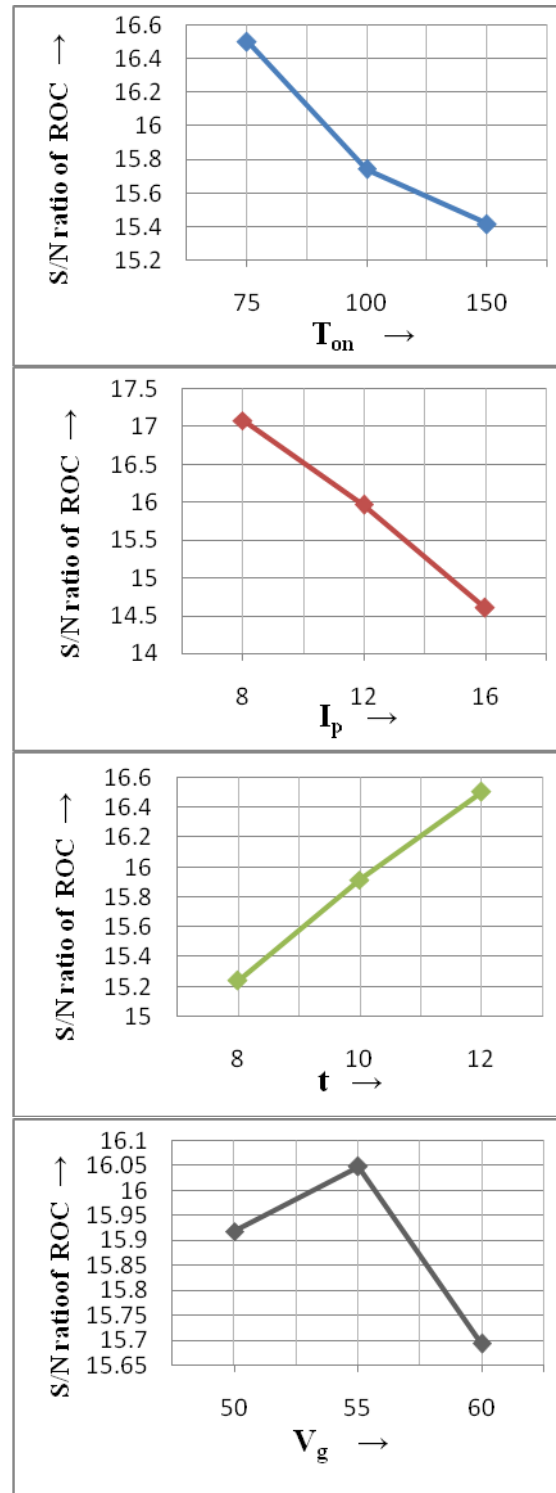 S/N ratio of ROC →
16.6
16.4
16.2
16
15.8
15.6
15.4
15.2
75 100 150
Ton →
S/N ratio of ROC →
17.5
17
16.5
16
15.5
15
14.5
14
8 12 16
Ip →
S/N ratio of ROC →
16.6
16.4
16.2
16
15.8
15.6
15.4
15.2
15
8 10 12
t →
S/N ratio of ROC →
16.1
16.05
16
15.95
15.9
15.85
15.8
15.75
15.7
15.65
50 55 60
Vg →